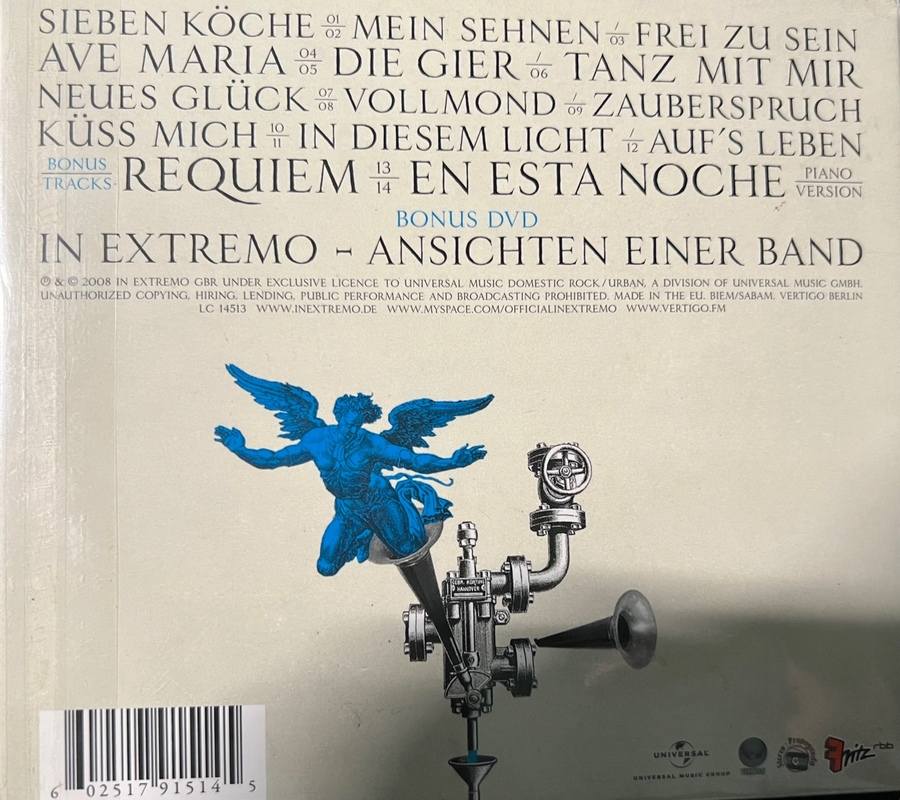 SIEBEN KÖCHE 01/02 MEIN SEHNEN /03 FREI ZU SEIN
AVE MARIA 04/05 DIE GIER /06 TANZ MIT MIR
NEUES GLÜCK 07/08 VOLLMOND /09 ZAUBERSPRUCH
KÜSS MICH 10/11 IN DIESEM LICHT /12 AUF´S LEBEN
BONUS TRACKS REQUIEM 13/14 EN ESTA NOCHE PIANO VERSION
BONUS DVD
IN EXTREMO - ANSICHTEN EINER BAND
℗ & © 2008 IN EXTREMO GBR UNDER EXCLUSIVE LICENCE TO UNIVERSAL MUSIC DOMESTIC ROCK/URBAN, A DIVISION OF UNIVERSAL MUSIC GMBH.
UNAUTHORIZED COPYING, HIRING, LENDING, PUBLIC PERFORMANCE AND BROADCASTING PROHIBITED. MADE IN THE EU. BIEM/SABAM. VERTIGO BERLIN
LC 14513 WWW.INEXTREMO.DE WWW.MYSPACE.COM/OFFICIALINEXTREMO WWW.VERTIGO.FM
GEBR. KÖRTING
HANNOVER
UNIVERSAL
UNIVERSAL MUSIC GROUP
Fritz rbb
6 02517 91514 5